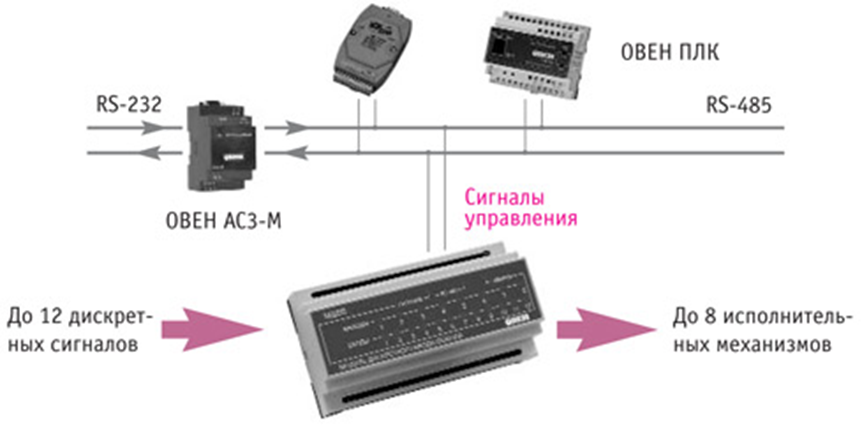 ОВЕН ПЛК
RS-232
RS-485
ОВЕН АС3-М
Сигналы
управления
До 12 дискрет-
ных сигналов
До 8 исполнитель-
ных механизмов